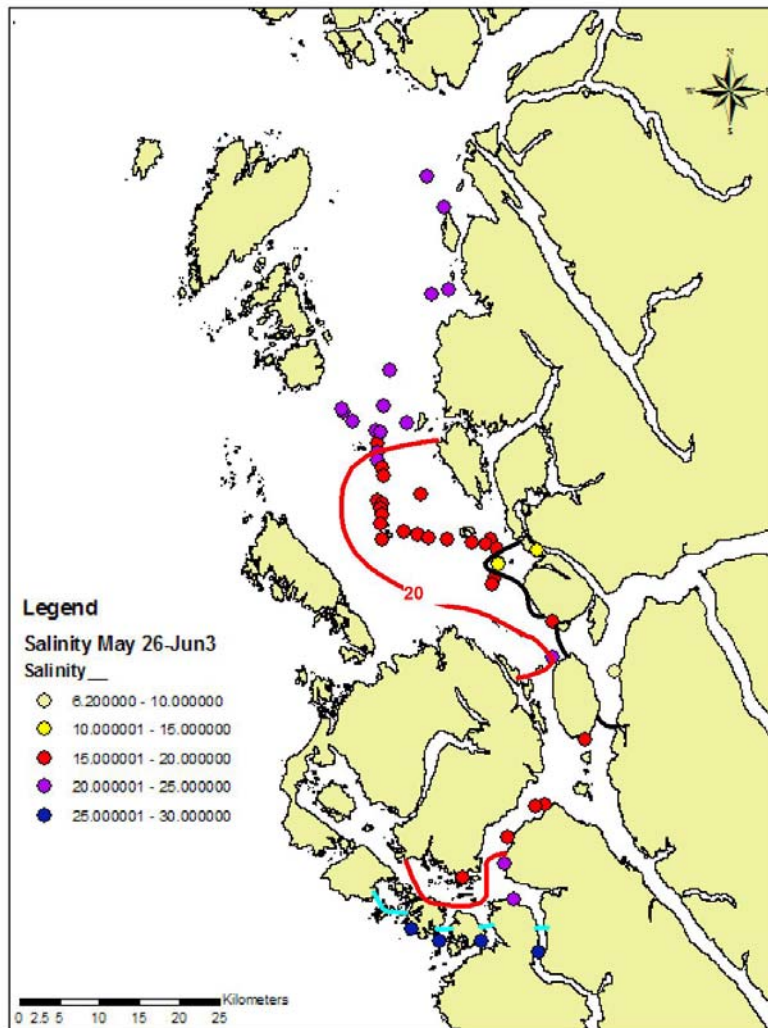 N
W
E
S
20
Legend
Salinity May 26-Jun3
Salinity__
6.200000 - 10.000000
10.000001 - 15.000000
15.000001 - 20.000000
20.000001 - 25.000000
25.000001 - 30.000000
Kilometers
0 2.5 5 10 15 20 25